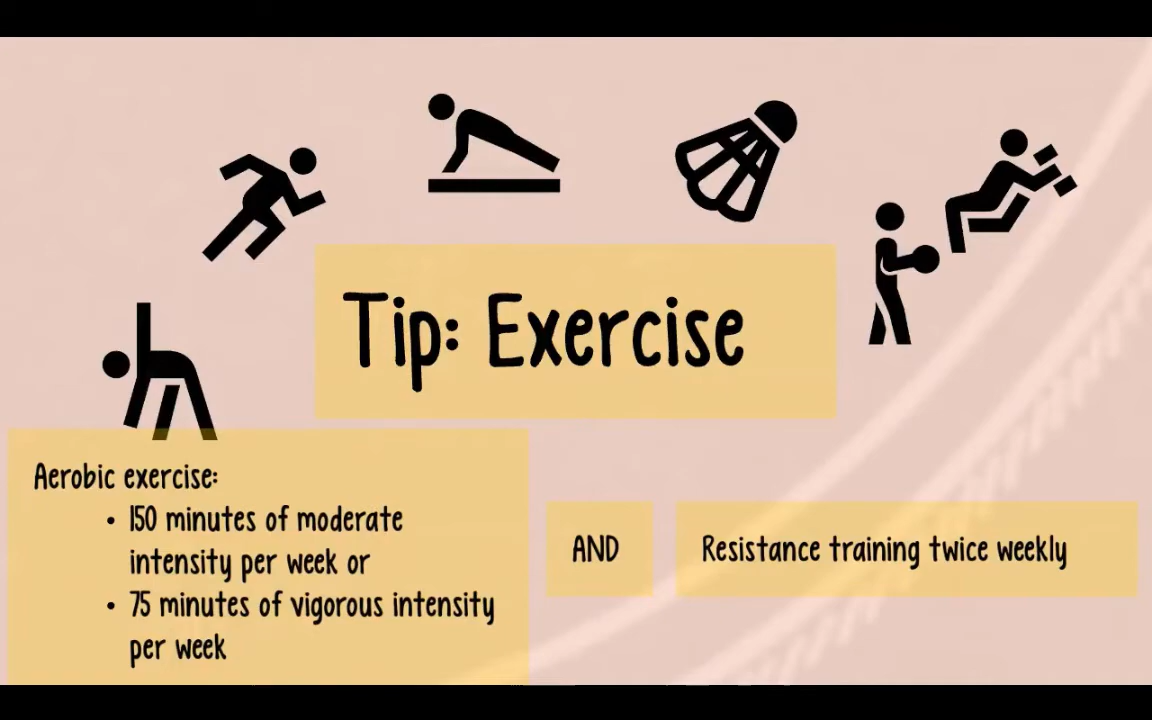 Tip: Exercise
Aerobic exercise:
• 150 minutes of moderate
intensity per week or
• 75 minutes of vigorous intensity
per week
AND
Resistance training twice weekly